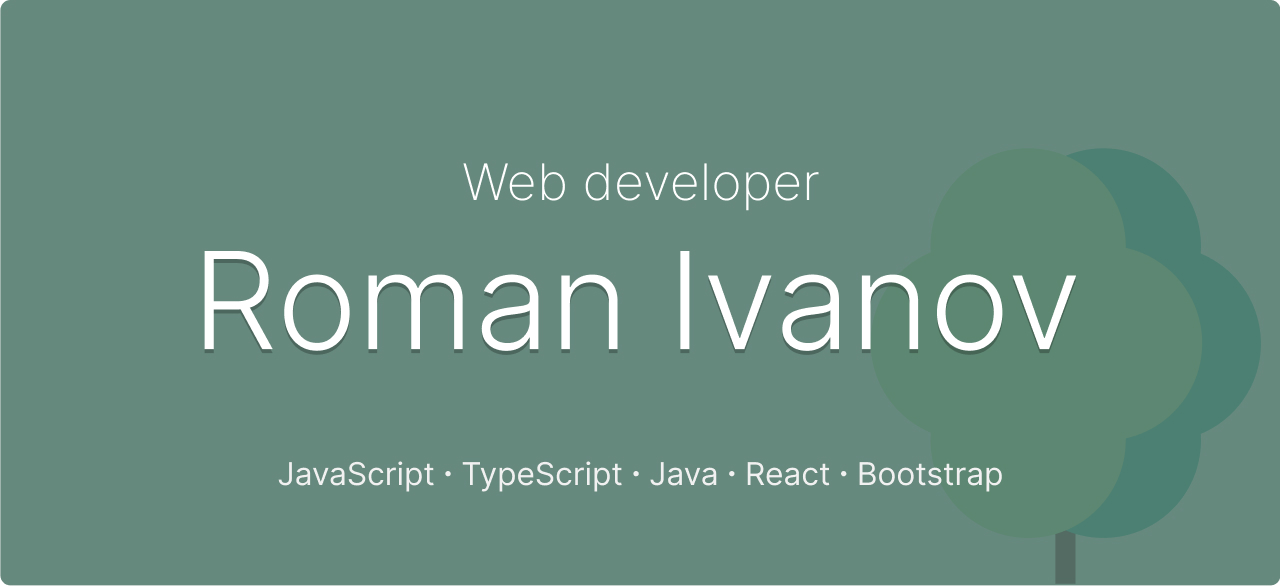 Web developer
Roman Ivanov
JavaScript · TypeScript · Java · React · Bootstrap